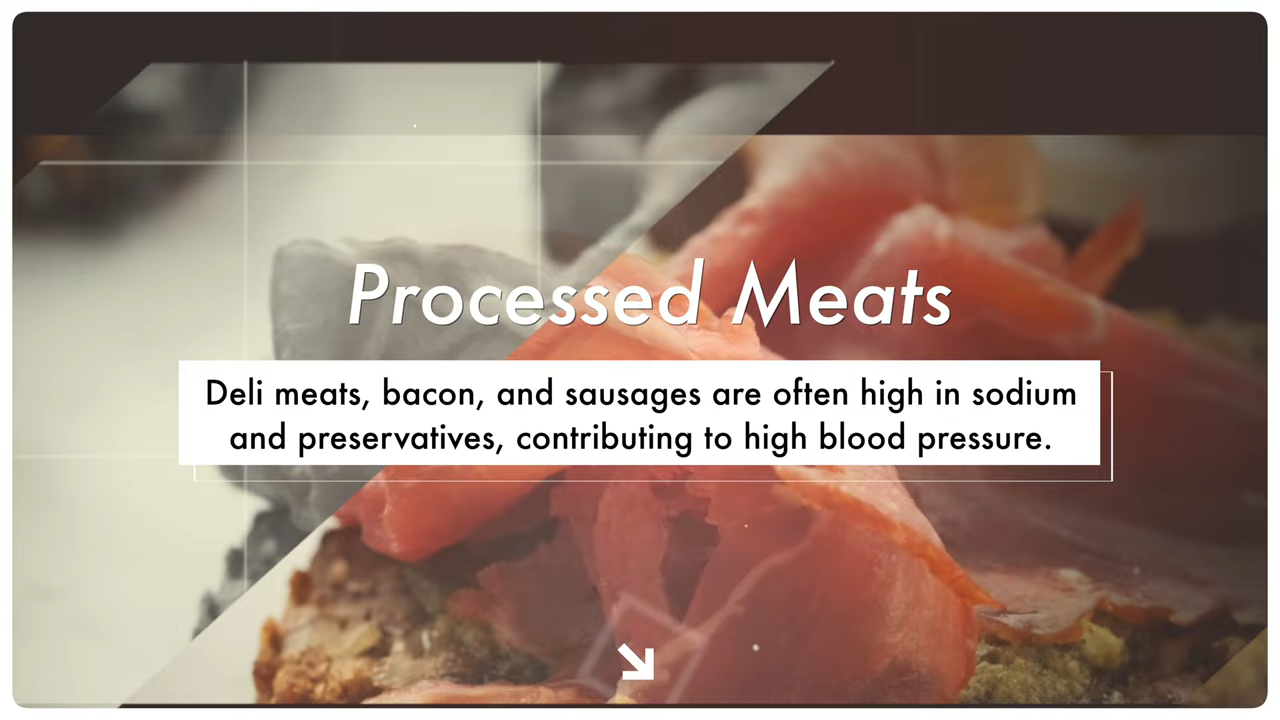 Processed Meats
Deli meats, bacon, and sausages are often high in sodium
and preservatives, contributing to high blood pressure.